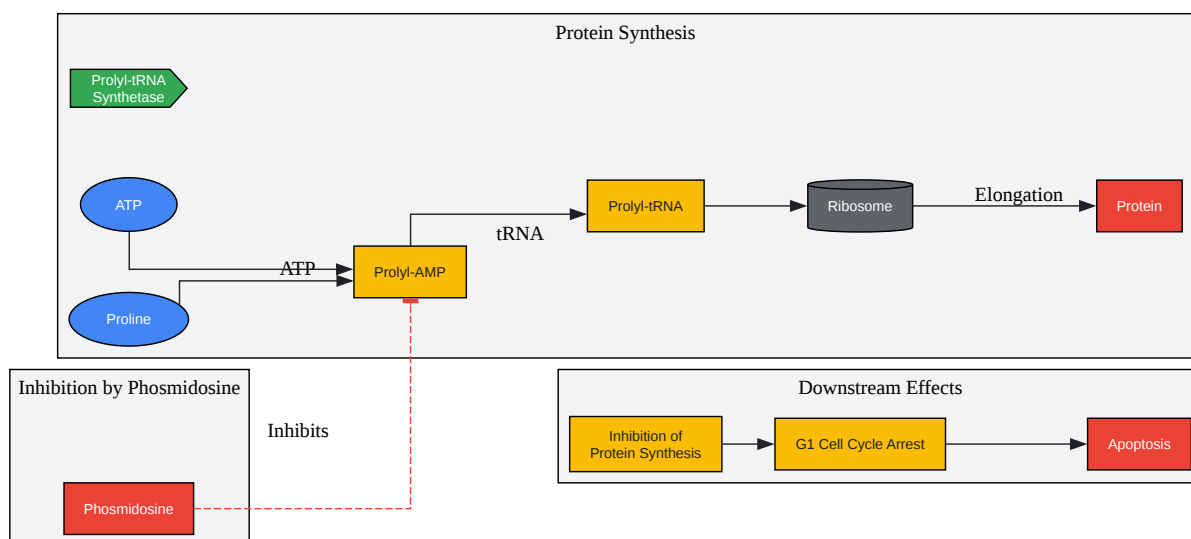 Protein Synthesis
Prolyl-tRNA
Synthetase
ATP
Prolyl-tRNA
Ribosome
Elongation
Protein
tRNA
ATP
Prolyl-AMP
Proline
Inhibition by Phosmidosine
Inhibits
Phosmidosine
Downstream Effects
Inhibition of
Protein Synthesis
G1 Cell Cycle Arrest
Apoptosis